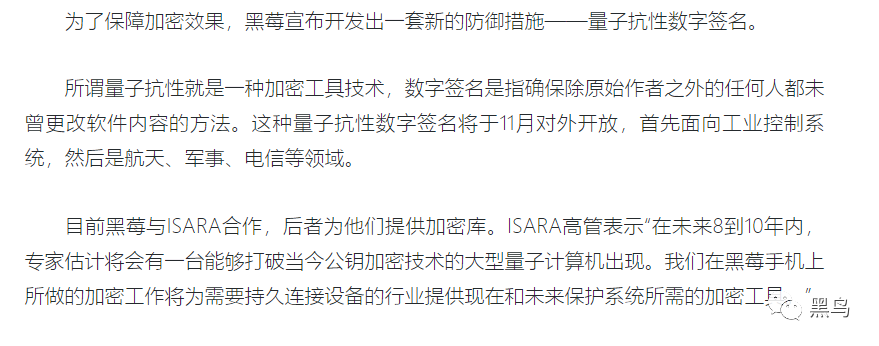 为了保障加密效果，黑莓宣布开发出一套新的防御措施——量子抗性数字签名。
所谓量子抗性就是一种加密工具技术，数字签名是指确保除原始作者之外的任何人都未
曾更改软件内容的方法。这种量子抗性数字签名将于11月对外开放，首先面向工业控制系
统，然后是航天、军事、电信等领域。
目前黑莓与ISARA合作，后者为他们提供加密库。ISARA高管表示“在未来8到10年内，
专家估计将会有一台能够打破当今公钥加密技术的大型量子计算机出现。我们在黑莓手机上
所做的加密工作将为需要持久连接设备的行业提供现在和未来保护系统所需的加密工具。”
黑鸟